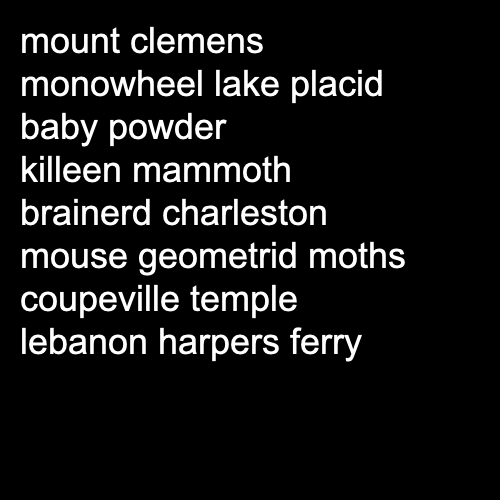 mount clemens
monowheel lake placid
baby powder
killeen mammoth
brainerd charleston
mouse geometrid moths
coupeville temple
lebanon harpers ferry